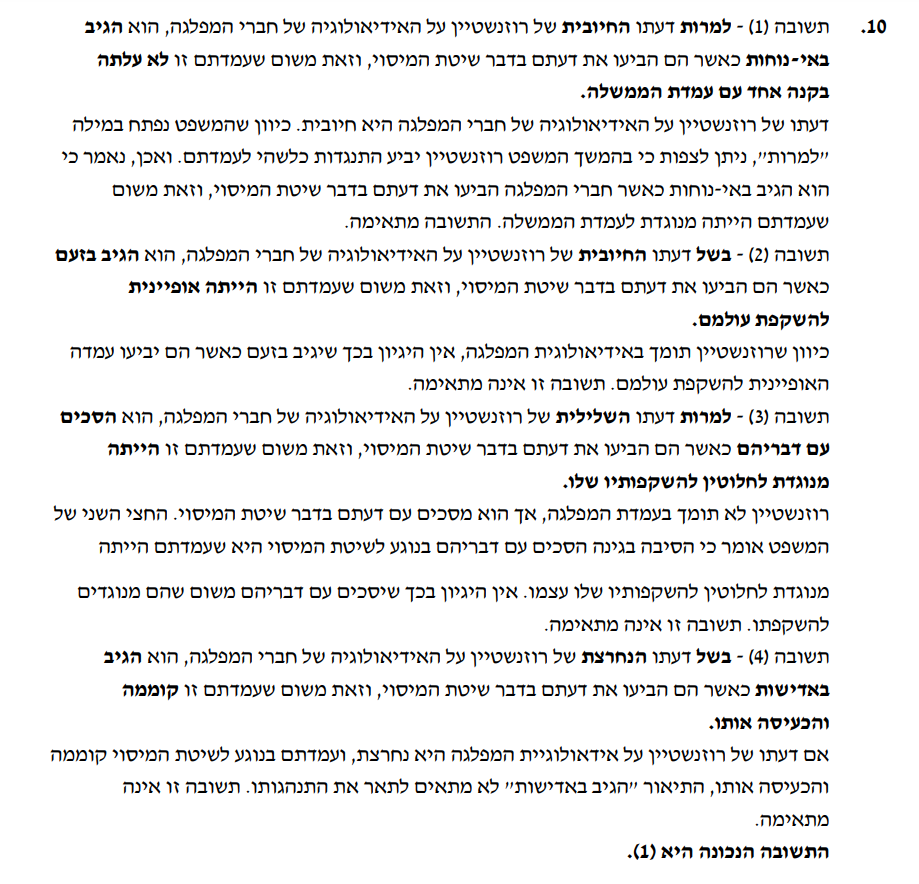 10. תשובה (1) - למרות דעתו החיובית של רוזנשטיין על האידיאולוגיה של חברי המפלגה, הוא הגיב
באי-נוחות כאשר הם הביעו את דעתם בדבר שיטת המיסוי, וזאת משום שעמדתם זו לא עלתה
בקנה אחד עם עמדת הממשלה.
דעתו של רוזנשטיין על האידיאולוגיה של חברי המפלגה היא חיובית. כיוון שהמשפט נפתח במילה
"למרות", ניתן לצפות כי בהמשך המשפט רוזנשטיין יביע התנגדות כלשהי לעמדתם. ואכן, נאמר כי
הוא הגיב באי-נוחות כאשר חברי המפלגה הביעו את דעתם בדבר שיטת המיסוי, וזאת משום
שעמדתם הייתה מנוגדת לעמדת הממשלה. התשובה מתאימה.
תשובה (2) - בשל דעתו החיובית של רוזנשטיין על האידיאולוגיה של חברי המפלגה, הוא הגיב בזעם
כאשר הם הביעו את דעתם בדבר שיטת המיסוי, וזאת משום שעמדתם זו הייתה אופיינית
להשקפת עולמם.
כיוון שרוזנשטיין תומך באידיאולוגית המפלגה, אין היגיון בכך שיגיב בזעם כאשר הם יביעו עמדה
האופיינית להשקפת עולמם. תשובה זו אינה מתאימה.
תשובה (3) - למרות דעתו השלילית של רוזנשטיין על האידיאולוגיה של חברי המפלגה, הוא הסכים
עם דבריהם כאשר הם הביעו את דעתם בדבר שיטת המיסוי, וזאת משום שעמדתם זו הייתה
מנוגדת לחלוטין להשקפותיו שלו.
רוזנשטיין לא תומך בעמדת המפלגה, אך הוא מסכים עם דעתם בדבר שיטת המיסוי. החצי השני של
המשפט אומר כי הסיבה בגינה הסכים עם דבריהם בנוגע לשיטת המיסוי היא שעמדתם הייתה
מנוגדת לחלוטין להשקפותיו שלו עצמו. אין היגיון בכך שיסכים עם דבריהם משום שהם מנוגדים
להשקפתו. תשובה זו אינה מתאימה.
תשובה (4) - בשל דעתו הנחרצת של רוזנשטיין על האידיאולוגיה של חברי המפלגה, הוא הגיב
באדישות כאשר הם הביעו את דעתם בדבר שיטת המיסוי, וזאת משום שעמדתם זו קוממה
והכעיסה אותו.
אם דעתו של רוזנשטיין על אידאולוגיית המפלגה היא נחרצת, ועמדתם בנוגע לשיטת המיסוי קוממה
והכעיסה אותו, התיאור "הגיב באדישות" לא מתאים לתאר את התנהגותו. תשובה זו אינה
מתאימה.
התשובה הנכונה היא (1).